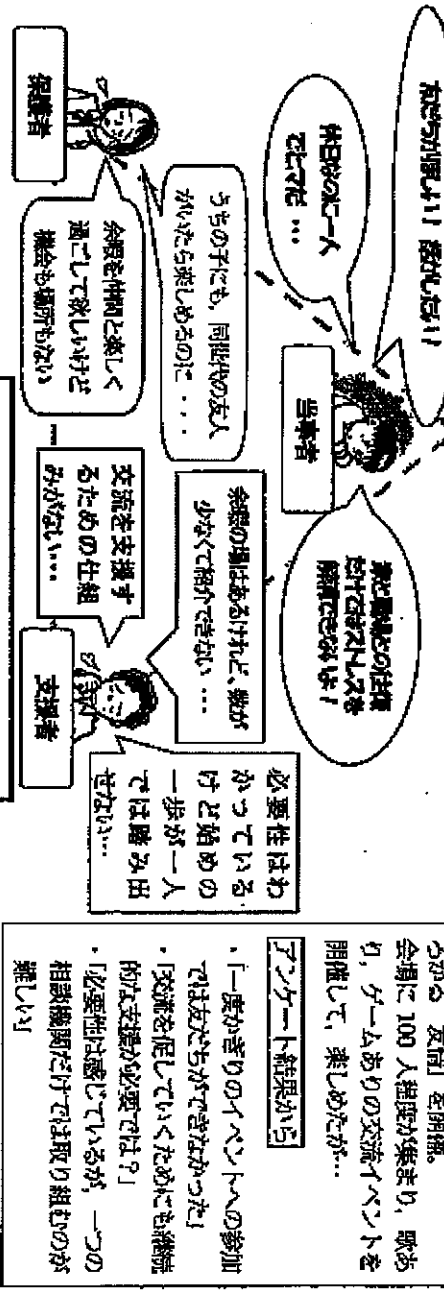 友だちが欲しい！話がしたい！
休日なのに一人
でヒマだ…
当事者
家と職場との往復
だけではストレスを
解消できないよ！
うちの子にも、同世代の友人
がいたら楽しめるのに・・・
保護者
余暇を仲間と楽しく
過ごして欲しいけど
機会も場所もない
余暇の場はあるけれど、数が
少なくて紹介できない・・・
交流を支援す
るための仕組
みがない…
支援者
必要性はわ
かっている
けど始めの
一歩が一人
では踏み出
せない…
会場に100人程度が集まり、歌あ
り、ゲームありの交流イベントを
開催して、楽しめたが…
アンケート結果から
・「一度かぎりのイベントへの参加
では友だちができなかった」
・「交流を促していくためにも継続
的な支援が必要では？」
・「必要性は感じているが、一つの
相談機関だけでは取り組むのが
難しい」